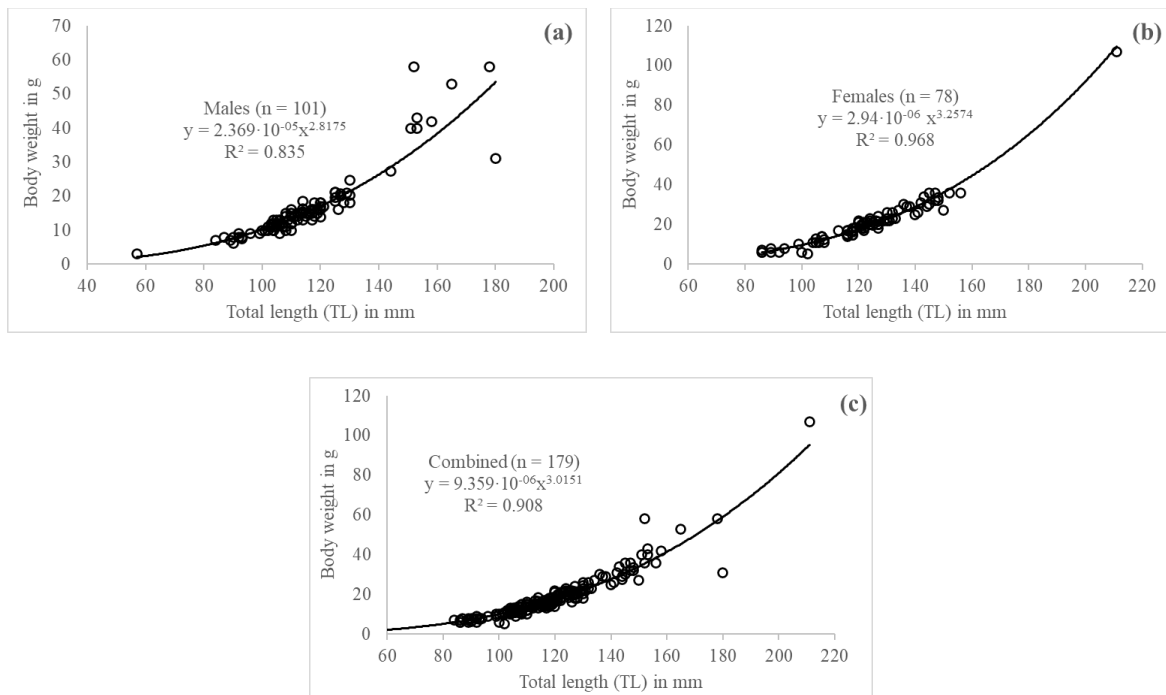 (a)
Body weight in g
70
60
50
40
30
20
10
0
Males (n = 101)
y = 2.369·10⁻⁰⁵x²·⁸¹⁷⁵
R² = 0.835
40 60 80 100 120 140 160 180 200
Total length (TL) in mm
(b)
Body weight in g
120
100
80
60
40
20
0
Females (n = 78)
y = 2.94·10⁻⁰⁶ x³·²⁵⁷⁴
R² = 0.968
60 80 100 120 140 160 180 200 220
Total length (TL) in mm
(c)
Body weight in g
120
100
80
60
40
20
0
Combined (n = 179)
y = 9.359·10⁻⁰⁶x³·⁰¹⁵¹
R² = 0.908
60 80 100 120 140 160 180 200 220
Total length (TL) in mm